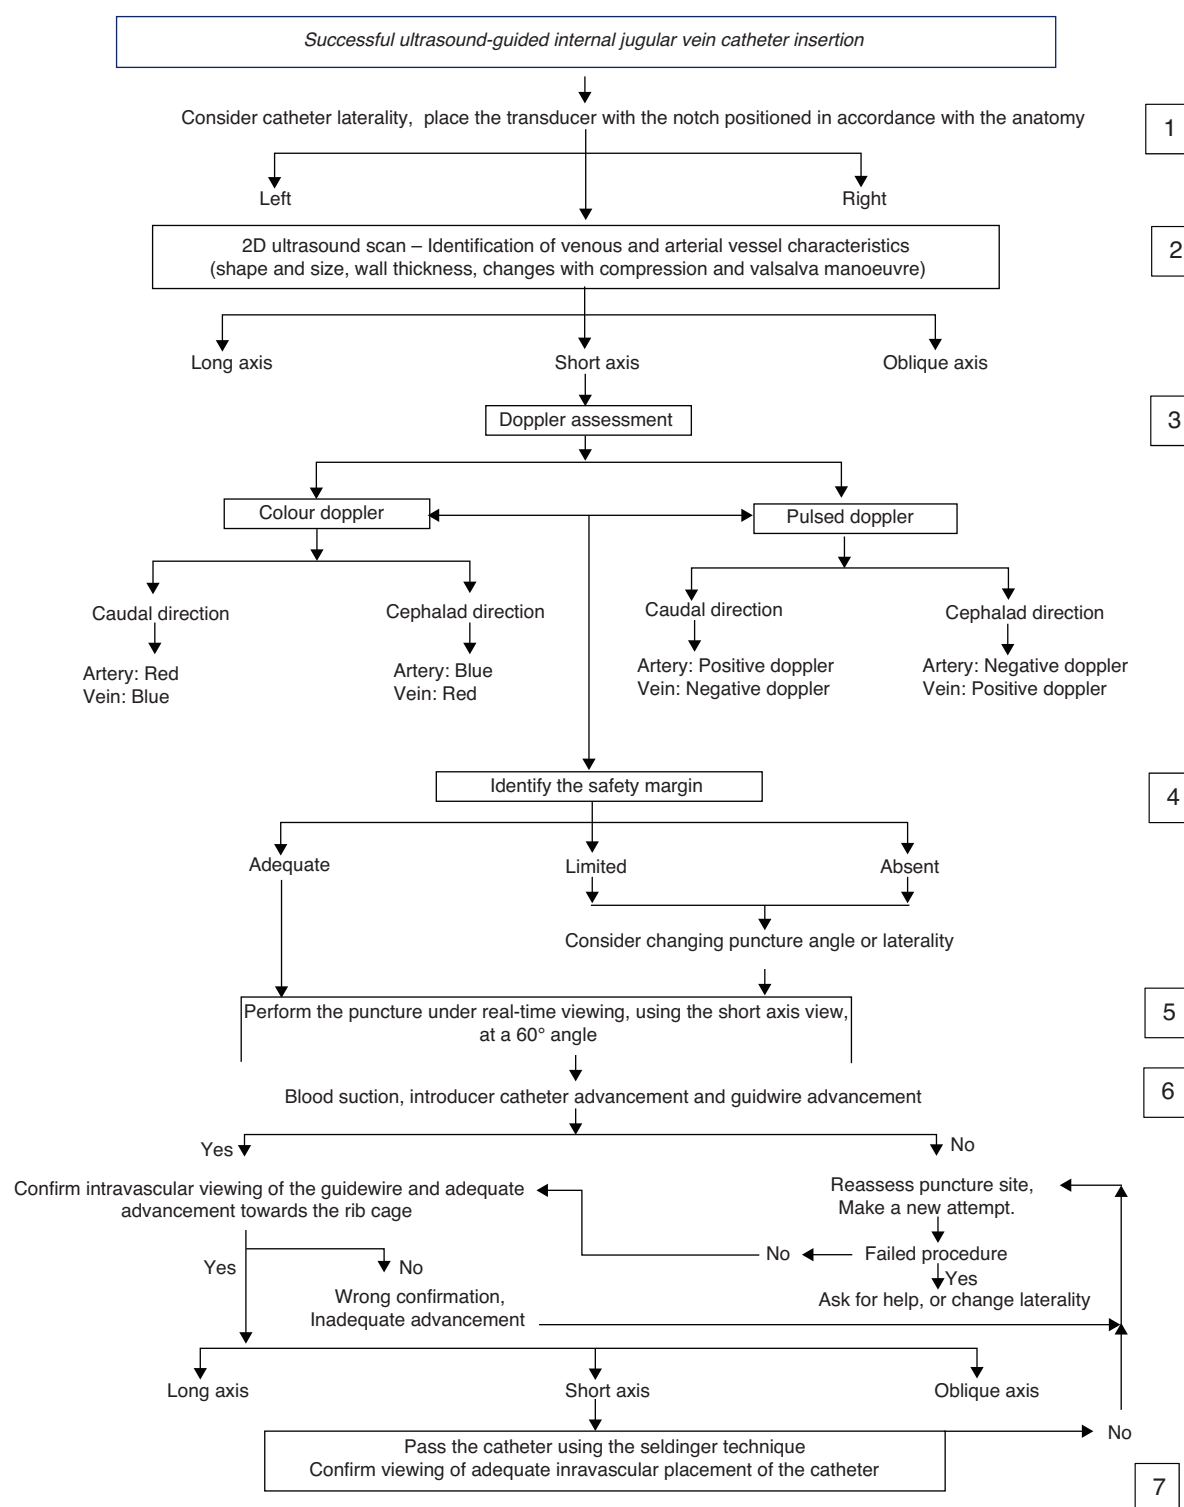 Successful ultrasound-guided internal jugular vein catheter insertion
Consider catheter laterality, place the transducer with the notch positioned in accordance with the anatomy
1
Left
Right
2D ultrasound scan – Identification of venous and arterial vessel characteristics
(shape and size, wall thickness, changes with compression and valsalva manoeuvre)
2
Long axis
Short axis
Oblique axis
Doppler assessment
3
Colour doppler
Pulsed doppler
Caudal direction
Cephalad direction
Caudal direction
Cephalad direction
Artery: Red
Vein: Blue
Artery: Blue
Vein: Red
Artery: Positive doppler
Vein: Negative doppler
Artery: Negative doppler
Vein: Positive doppler
Identify the safety margin
4
Adequate
Limited
Absent
Consider changing puncture angle or laterality
Perform the puncture under real-time viewing, using the short axis view,
at a 60° angle
5
Blood suction, introducer catheter advancement and guidwire advancement
6
Yes
No
Confirm intravascular viewing of the guidewire and adequate
advancement towards the rib cage
Reassess puncture site,
Make a new attempt.
Failed procedure
No
Yes
Ask for help, or change laterality
Yes
No
Wrong confirmation,
Inadequate advancement
Long axis
Short axis
Oblique axis
Pass the catheter using the seldinger technique
Confirm viewing of adequate inravascular placement of the catheter
No
7